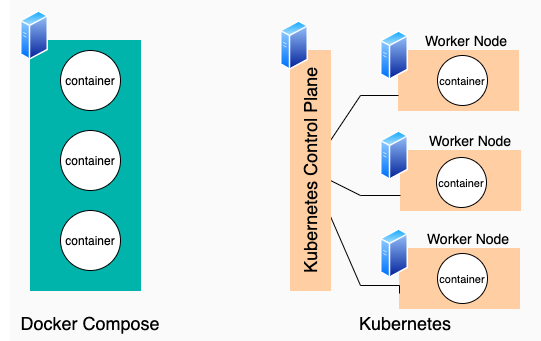 container
container
container
Docker Compose
Kubernetes Control Plane
Worker Node
container
Worker Node
container
Worker Node
container
Kubernetes